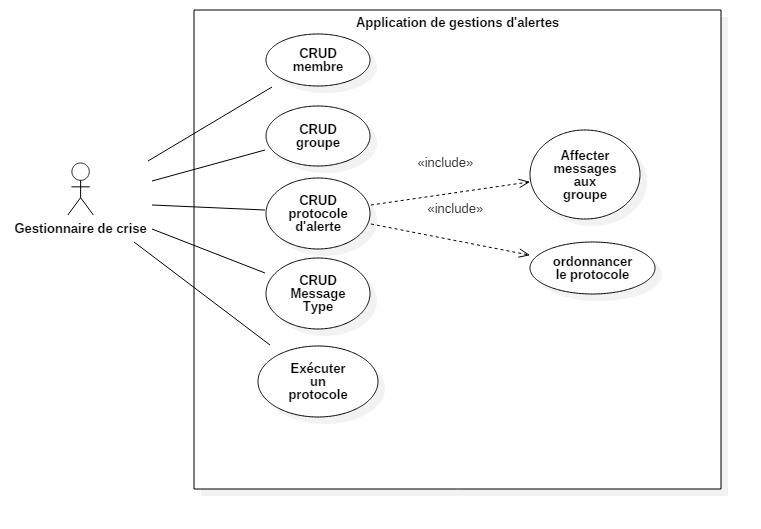 Application de gestions d'alertes
CRUD
membre
CRUD
groupe
«include»
Affecter
messages
aux
groupe
CRUD
protocole
d'alerte
«include»
Gestionnaire de crise
ordonnancer
le protocole
CRUD
Message
Type
Exécuter
un
protocole